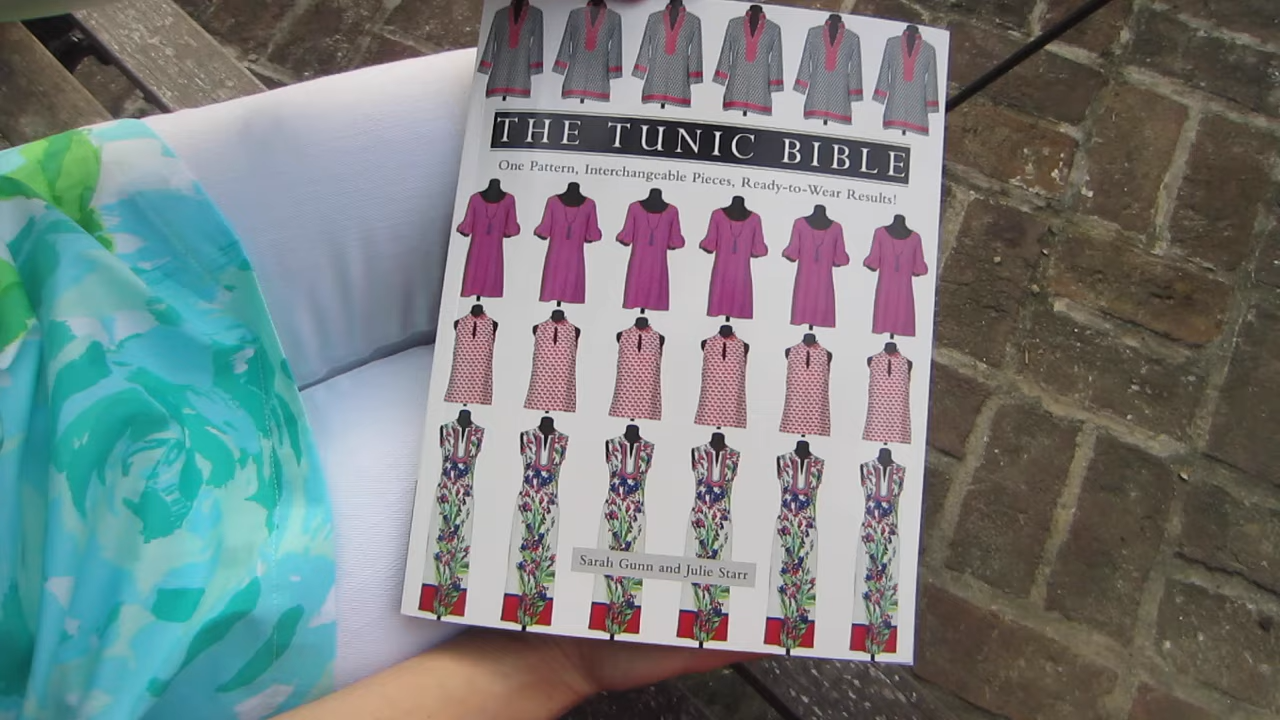 THE TUNIC BIBLE
One Pattern, Interchangeable Pieces, Ready-to-Wear Results!
Sarah Gunn and Julie Starr